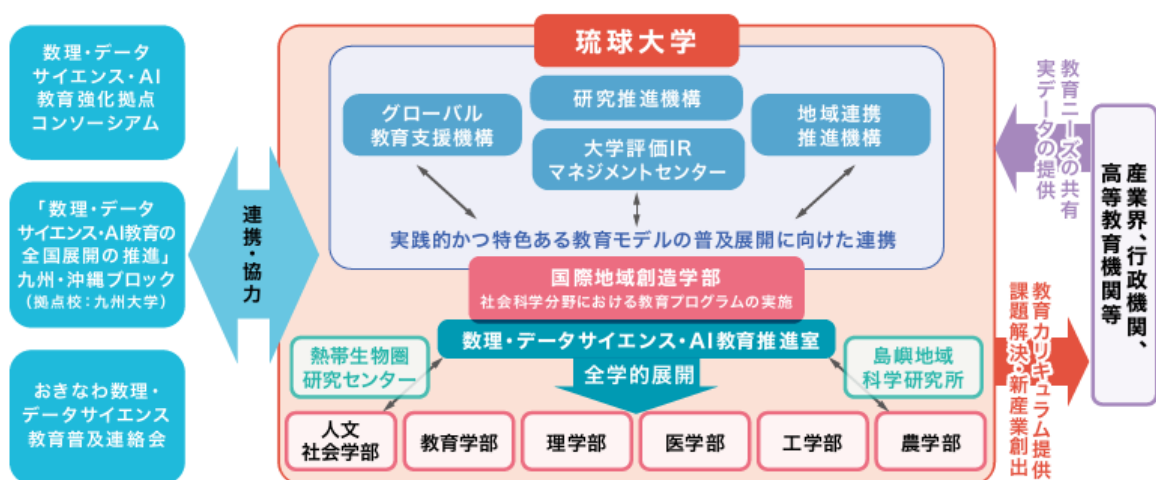 数理・データ
サイエンス・AI
教育強化拠点
コンソーシアム
「数理・データ
サイエンス・AI教育の
全国展開の推進」
九州・沖縄ブロック
（拠点校：九州大学）
おきなわ数理・
データサイエンス
教育普及連絡会
連携・協力
琉球大学
研究推進機構
グローバル
教育支援機構
大学評価IR
マネジメントセンター
地域連携
推進機構
実践的かつ特色ある教育モデルの普及展開に向けた連携
国際地域創造学部
社会科学分野における教育プログラムの実施
数理・データサイエンス・AI教育推進室
熱帯生物圏
研究センター
全学的展開
島嶼地域
科学研究所
人文
社会学部
教育学部
理学部
医学部
工学部
農学部
教育ニーズの共有
実データの提供
産業界、行政機関、
高等教育機関等
教育カリキュラム提供
課題解決・新産業創出